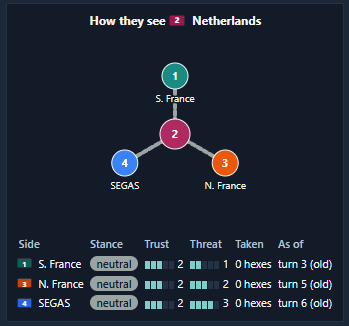 How they see 2 Netherlands
1
S. France
2
4
3
SEGAS
N. France
Side Stance Trust Threat Taken As of
1 S. France neutral 2 1 0 hexes turn 3 (old)
3 N. France neutral 2 2 0 hexes turn 5 (old)
4 SEGAS neutral 2 3 0 hexes turn 6 (old)